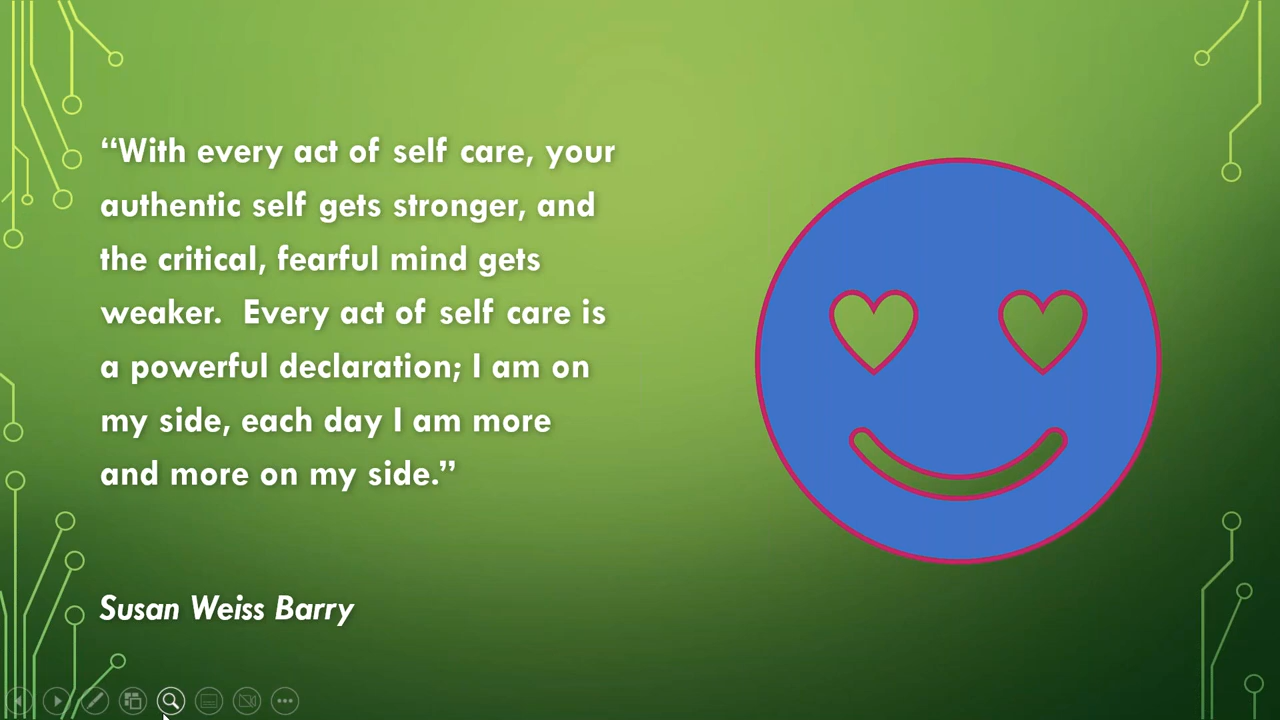 “With every act of self care, your
authentic self gets stronger, and
the critical, fearful mind gets
weaker.  Every act of self care is
a powerful declaration; I am on
my side, each day I am more
and more on my side.”
Susan Weiss Barry